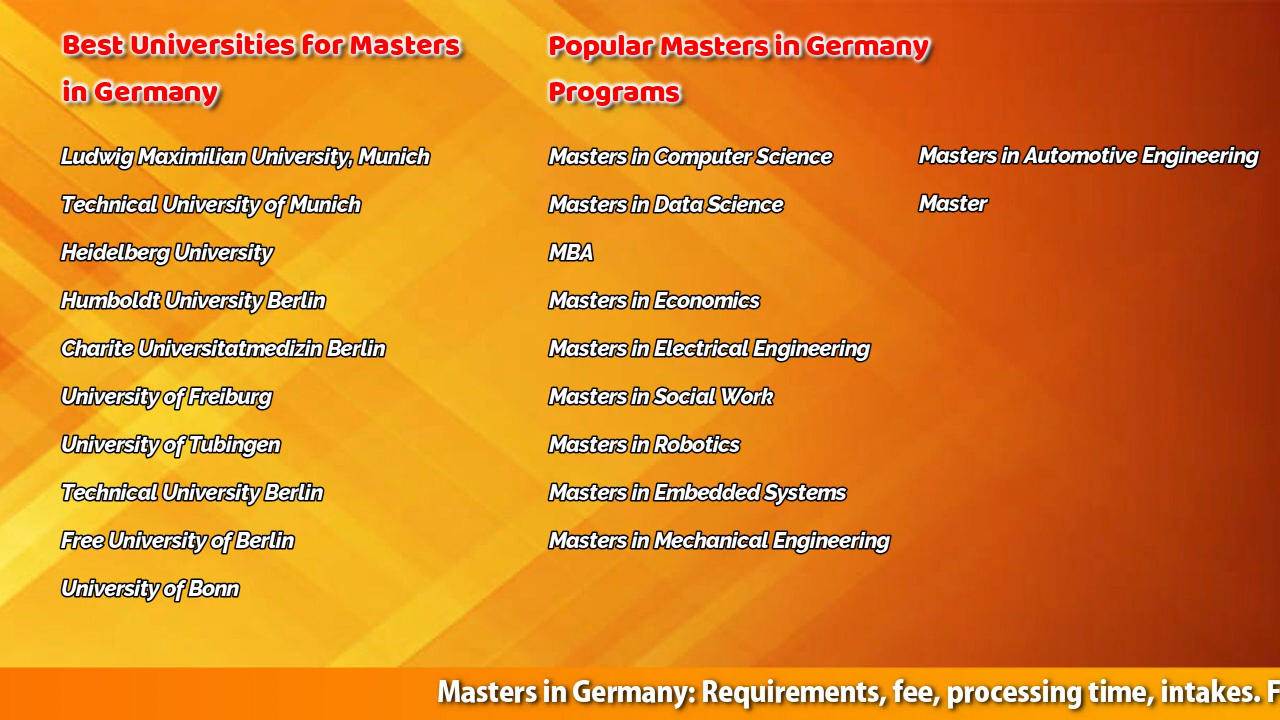 Best Universities for Masters
in Germany
Ludwig Maximilian University, Munich
Technical University of Munich
Heidelberg University
Humboldt University Berlin
Charite Universitatmedizin Berlin
University of Freiburg
University of Tubingen
Technical University Berlin
Free University of Berlin
University of Bonn
Popular Masters in Germany
Programs
Masters in Computer Science
Masters in Data Science
MBA
Masters in Economics
Masters in Electrical Engineering
Masters in Social Work
Masters in Robotics
Masters in Embedded Systems
Masters in Mechanical Engineering
Masters in Automotive Engineering
Master
Masters in Germany: Requirements, fee, processing time, intakes. F